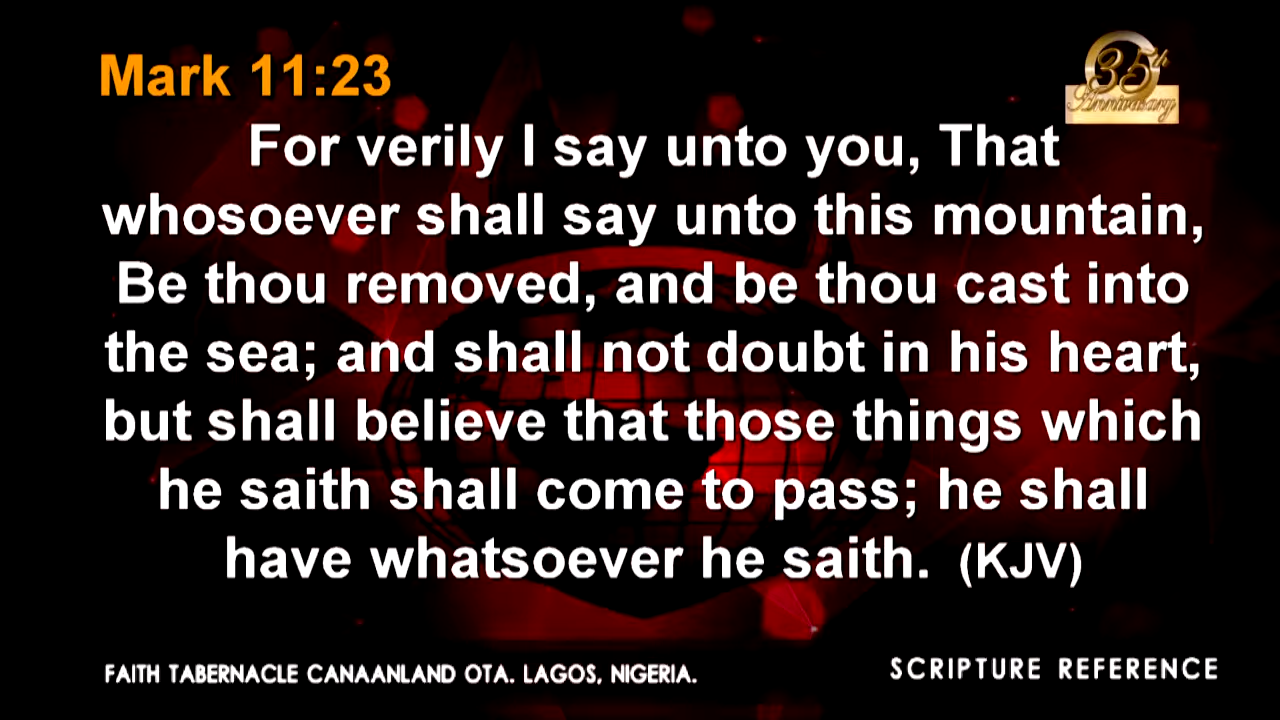 Mark 11:23
35th
Anniversary
For verily I say unto you, That
whosoever shall say unto this mountain,
Be thou removed, and be thou cast into
the sea; and shall not doubt in his heart,
but shall believe that those things which
he saith shall come to pass; he shall
have whatsoever he saith. (KJV)
FAITH TABERNACLE CANAANLAND OTA. LAGOS, NIGERIA.
SCRIPTURE REFERENCE